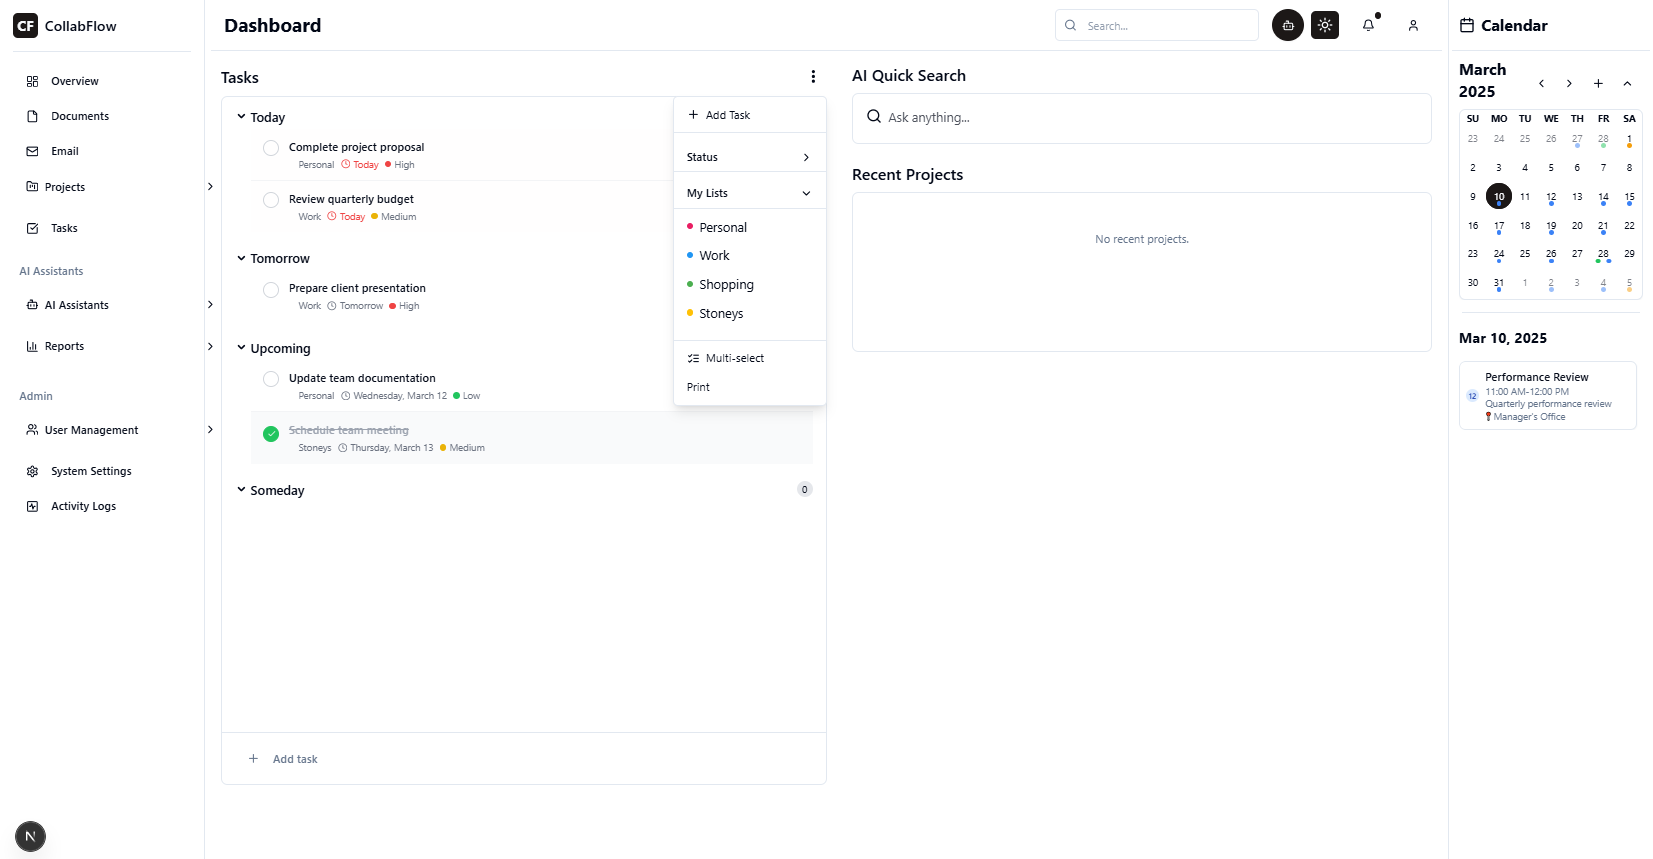 CF CollabFlow
Overview
Documents
Email
Projects
Tasks
AI Assistants
AI Assistants
Reports
Admin
User Management
System Settings
Activity Logs
N
Dashboard
Search...
Tasks
Today
Complete project proposal
Personal Today High
Review quarterly budget
Work Today Medium
Tomorrow
Prepare client presentation
Work Tomorrow High
Upcoming
Update team documentation
Personal Wednesday, March 12 Low
Schedule team meeting
Stoneys Thursday, March 13 Medium
Someday 0
Add task
Add Task
Status
My Lists
Personal
Work
Shopping
Stoneys
Multi-select
Print
AI Quick Search
Ask anything...
Recent Projects
No recent projects.
Calendar
March
2025
SU MO TU WE TH FR SA
23 24 25 26 27 28 1
2 3 4 5 6 7 8
9 10 11 12 13 14 15
16 17 18 19 20 21 22
23 24 25 26 27 28 29
30 31 1 2 3 4 5
Mar 10, 2025
Performance Review
12 11:00 AM-12:00 PM
Quarterly performance review
Manager's Office